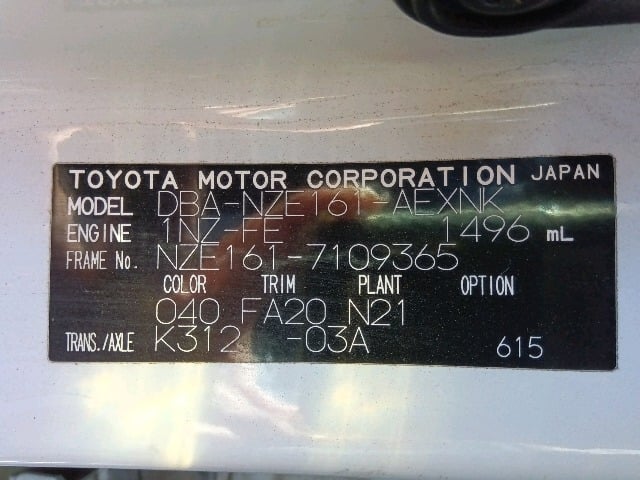 TOYOTA MOTOR CORPORATION JAPAN
MODEL DBA-NZE161-AEXNK
ENGINE 1NZ-FE 1496 mL
FRAME No. NZE161-7109365
COLOR TRIM PLANT OPTION
040 FA20 N21
TRANS./AXLE K312 -03A 615